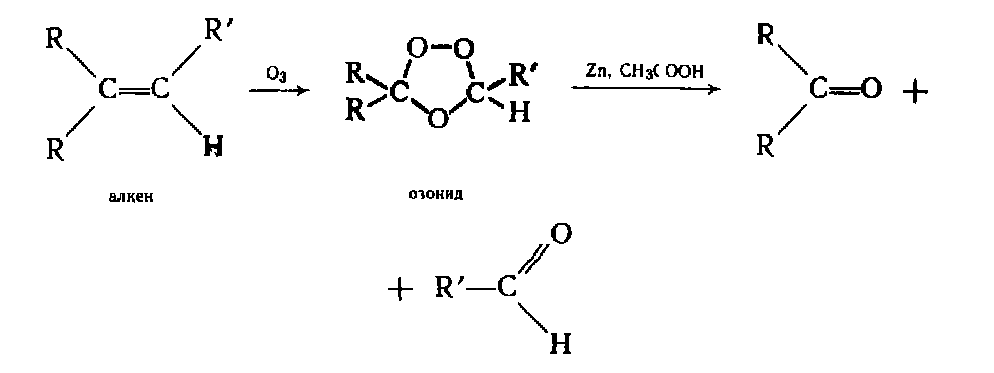 R R' C=C R H
O₃
O—O R C R O C R' H
Zn, CH₃COOH
R C=O R +
алкен
озонид
+ R'—C O H